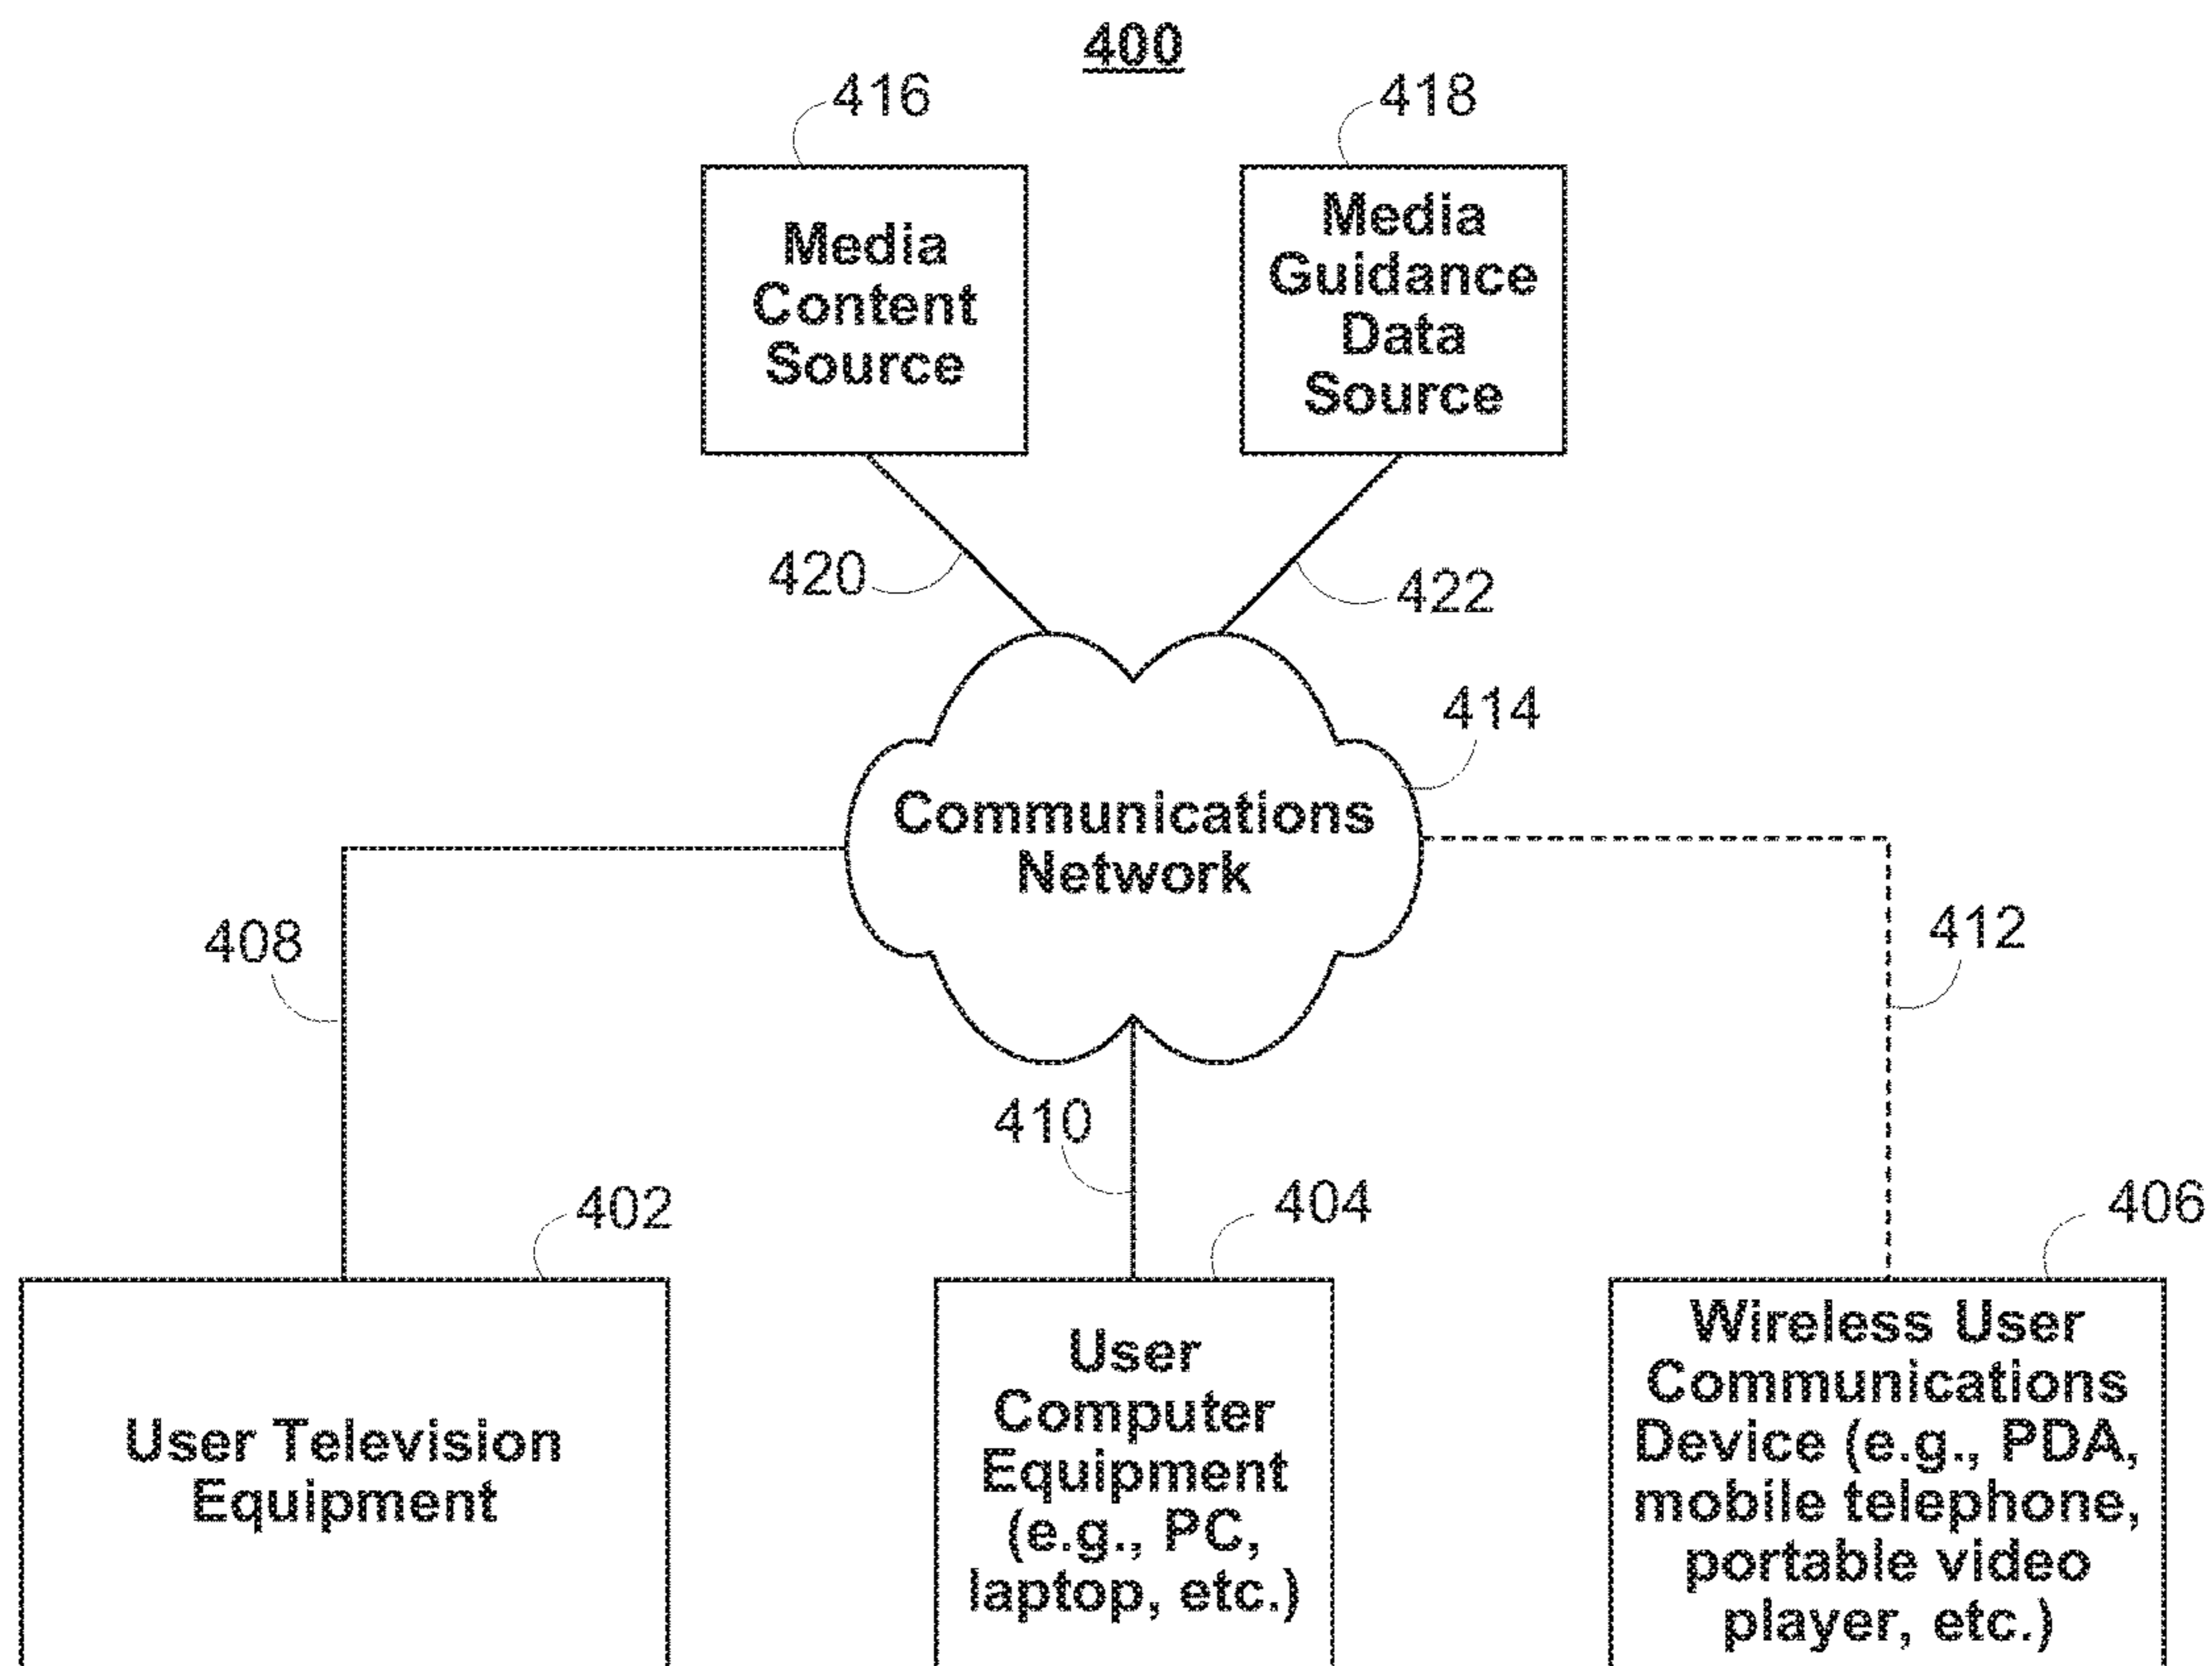 400
416
418
Media
Content
Source
Media
Guidance
Data
Source
420
422
414
Communications
Network
408
412
410
402
404
406
User Television
Equipment
User
Computer
Equipment
(e.g., PC,
laptop, etc.)
Wireless User
Communications
Device (e.g., PDA,
mobile telephone,
portable video
player, etc.)